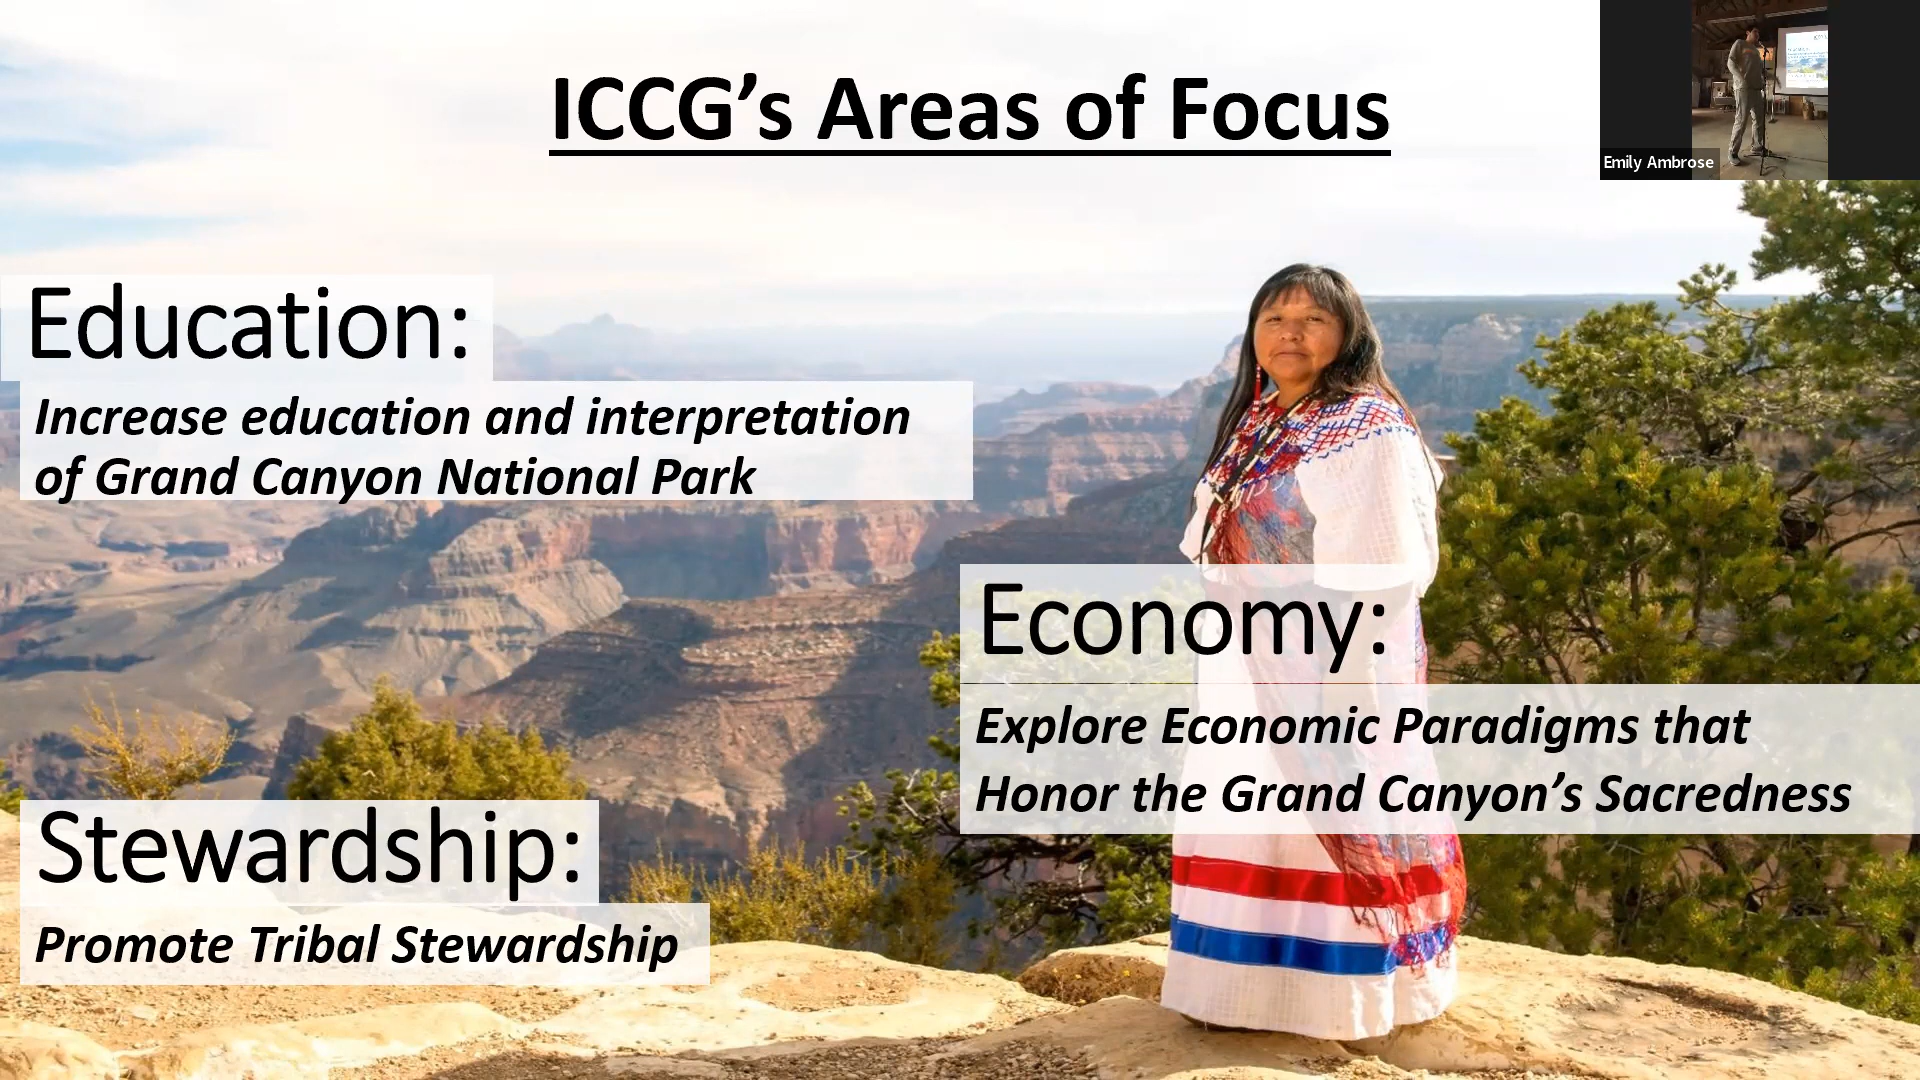 ICCG’s Areas of Focus
Emily Ambrose
Education:
Increase education and interpretation
of Grand Canyon National Park
Economy:
Explore Economic Paradigms that
Honor the Grand Canyon’s Sacredness
Stewardship:
Promote Tribal Stewardship